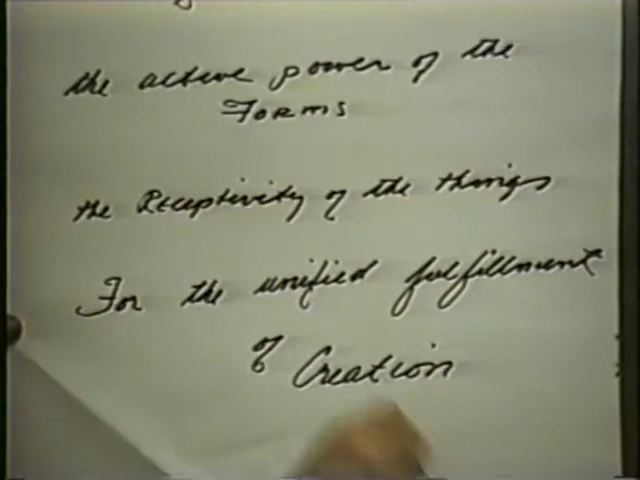 the active power of the
Forms
the Receptivity of the things
For the unified fulfillment
of Creation